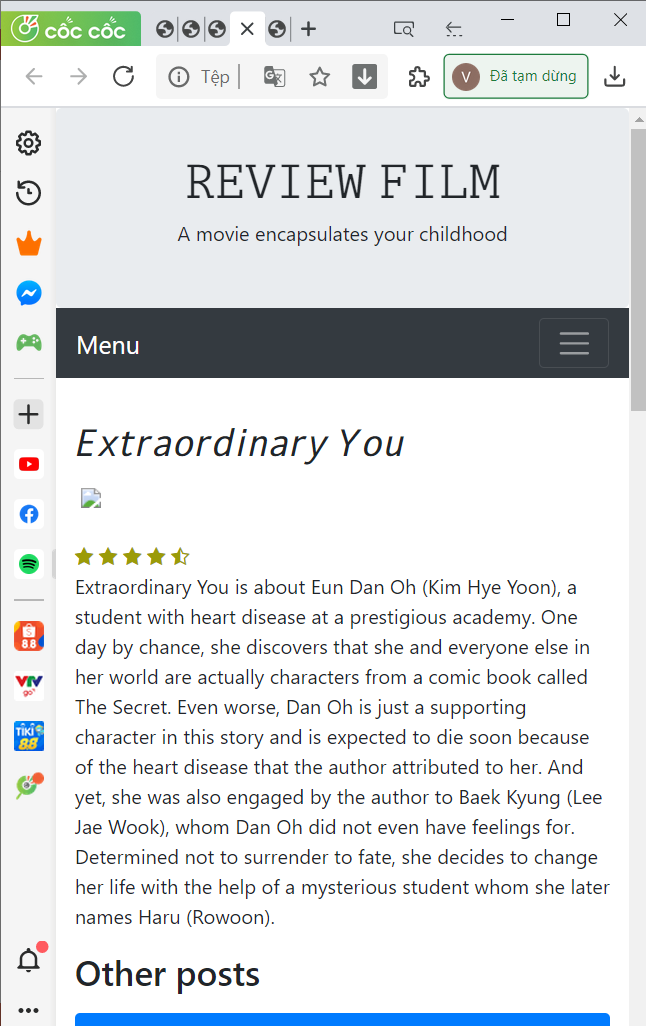 cốc cốc
Tệp
V
Đã tạm dừng
REVIEW FILM
A movie encapsulates your childhood
Menu
Extraordinary You
Extraordinary You is about Eun Dan Oh (Kim Hye Yoon), a
student with heart disease at a prestigious academy. One
day by chance, she discovers that she and everyone else in
her world are actually characters from a comic book called
The Secret. Even worse, Dan Oh is just a supporting
character in this story and is expected to die soon because
of the heart disease that the author attributed to her. And
yet, she was also engaged by the author to Baek Kyung (Lee
Jae Wook), whom Dan Oh did not even have feelings for.
Determined not to surrender to fate, she decides to change
her life with the help of a mysterious student whom she later
names Haru (Rowoon).
Other posts
8.8
VTV
go
TIKI
8.8